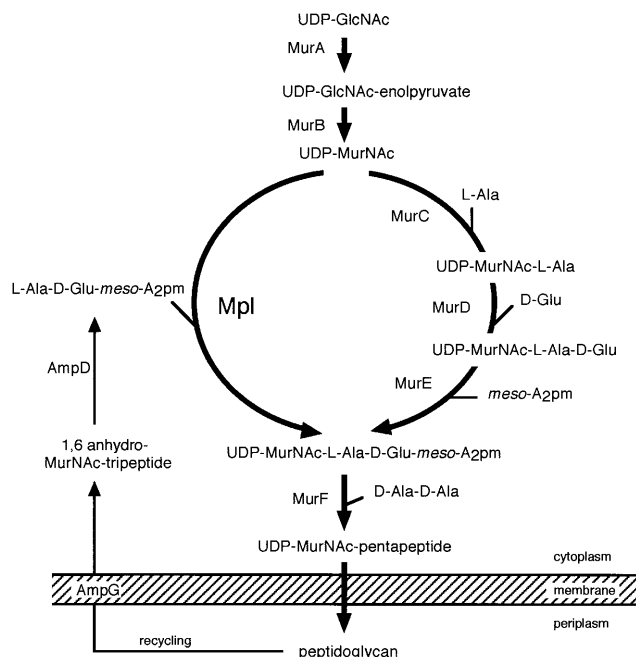 UDP-GlcNAc
MurA
UDP-GlcNAc-enolpyruvate
MurB
UDP-MurNAc
L-Ala
MurC
UDP-MurNAc-L-Ala
L-Ala-D-Glu-meso-A2pm
Mpl
MurD
D-Glu
UDP-MurNAc-L-Ala-D-Glu
AmpD
MurE
meso-A2pm
1,6 anhydro-
MurNAc-tripeptide
UDP-MurNAc-L-Ala-D-Glu-meso-A2pm
MurF
D-Ala-D-Ala
UDP-MurNAc-pentapeptide
cytoplasm
AmpG
membrane
periplasm
recycling
peptidoglycan